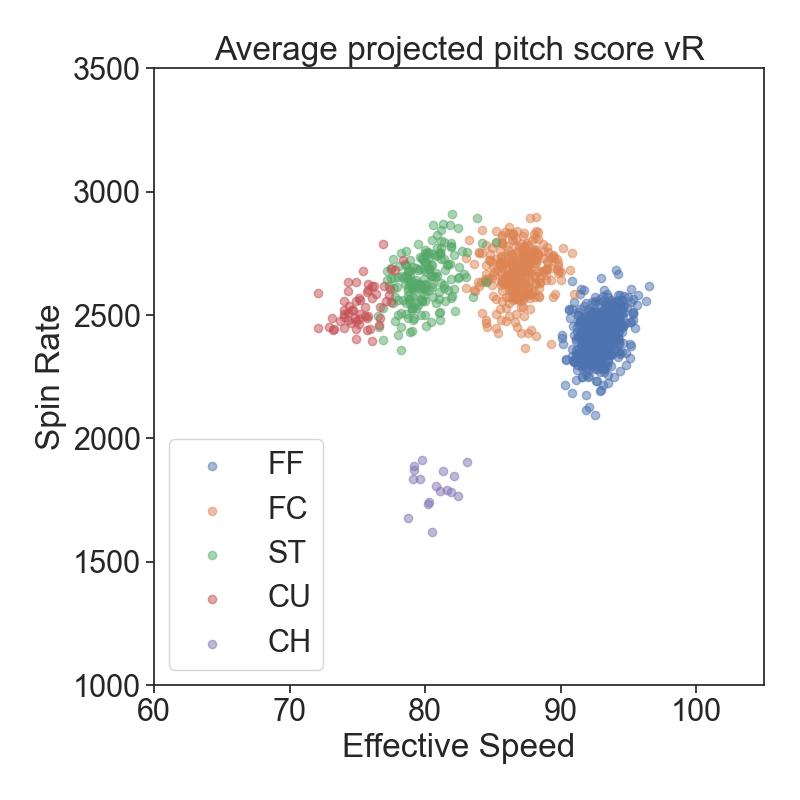 Average projected pitch score vR
3500
3000
2500
2000
1500
1000
Spin Rate
FF
FC
ST
CU
CH
60 70 80 90 100
Effective Speed